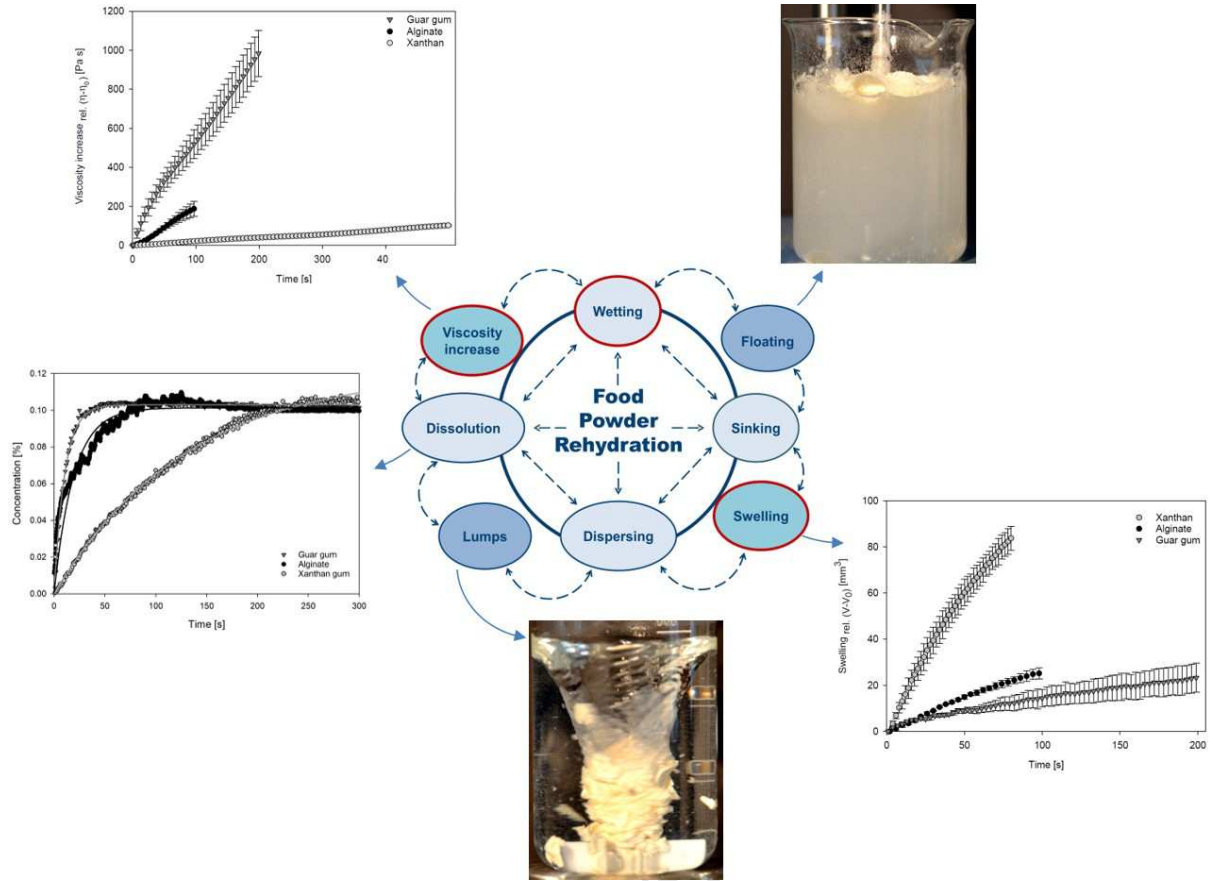 Guar gum
Alginate
Xanthan
Viscosity increase rel. (η-η0) [Pa s]
1200
1000
800
600
400
200
0
0 100 200 300 40
Time [s]
Wetting
Viscosity
increase
Floating
Food
Powder
Rehydration
Dissolution
Sinking
Lumps
Dispersing
Swelling
Concentration [%]
0.12
0.10
0.08
0.06
0.04
0.02
0.00
Guar gum
Alginate
Xanthan gum
0 50 100 150 200 250 300
Time [s]
Swelling rel. (V-V0) [mm³]
100
80
60
40
20
0
Xanthan
Alginate
Guar gum
0 50 100 150 200
Time [s]